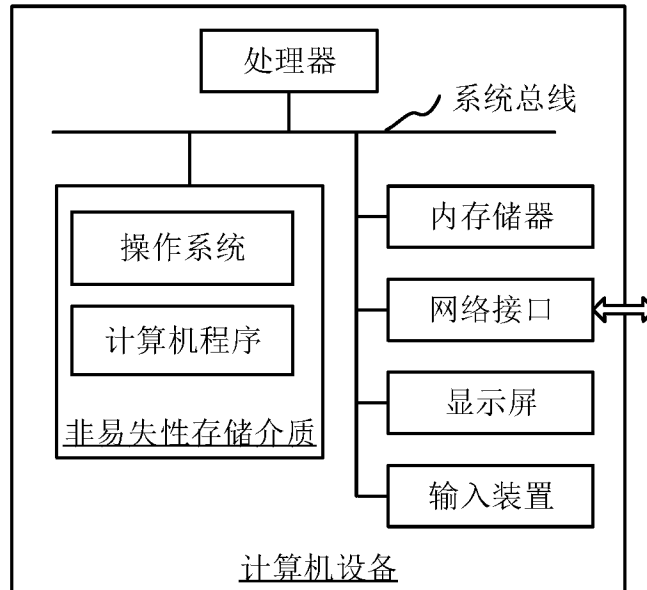 处理器
系统总线
操作系统
计算机程序
非易失性存储介质
内存储器
网络接口
显示屏
输入装置
计算机设备